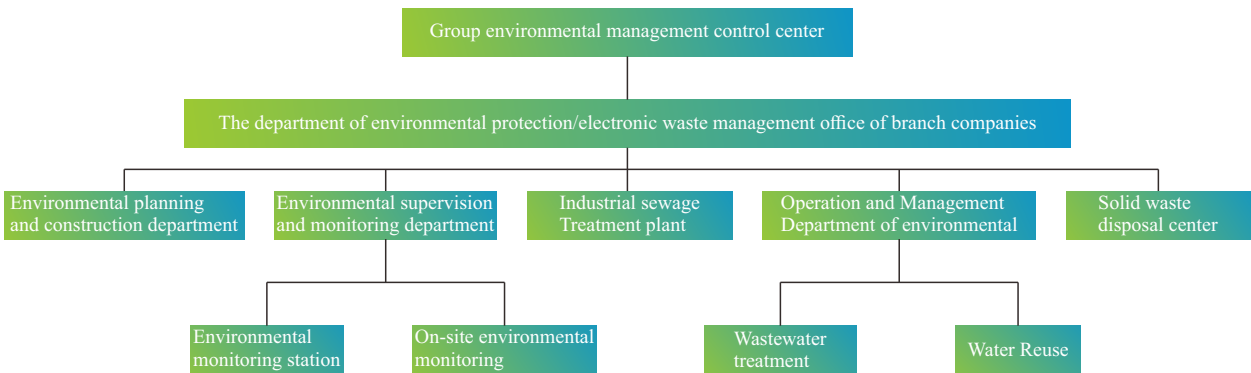 Group environmental management control center
The department of environmental protection/electronic waste management office of branch companies
Environmental planning
and construction department
Environmental supervision
and monitoring department
Industrial sewage
Treatment plant
Operation and Management
Department of environmental
Solid waste
disposal center
Environmental
monitoring station
On-site environmental
monitoring
Wastewater
treatment
Water Reuse